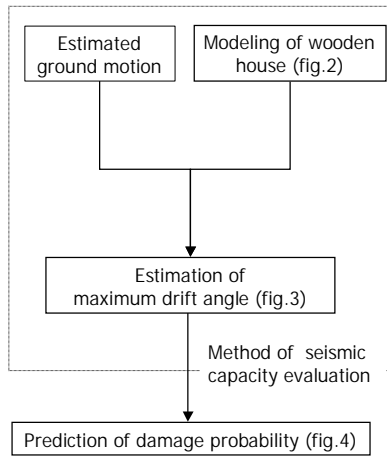 Estimated
ground motion
Modeling of wooden
house (fig.2)
Estimation of
maximum drift angle (fig.3)
Method of seismic
capacity evaluation
Prediction of damage probability (fig.4)